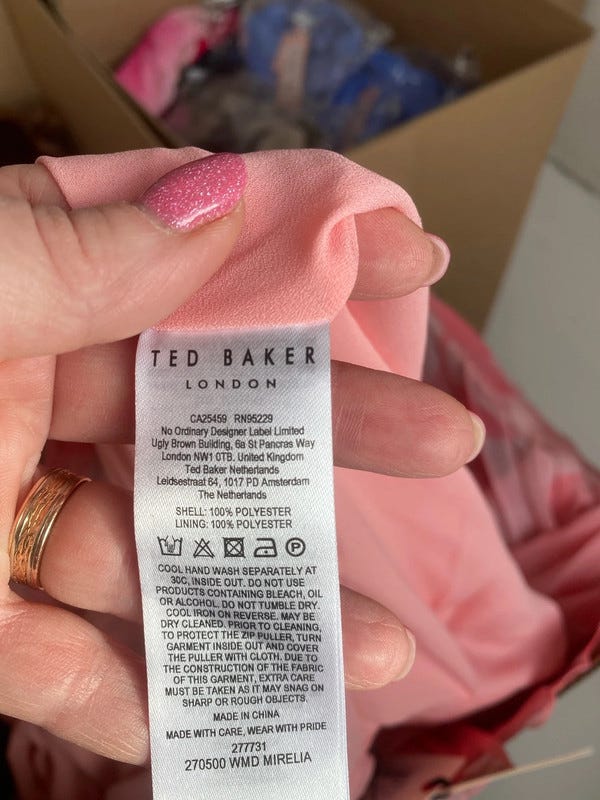 TED BAKER
LONDON
CA25459 RN95229
No Ordinary Designer Label Limited
Ugly Brown Building, 6a St Pancras Way
London NW1 0TB. United Kingdom
Ted Baker Netherlands
Leidsestraat 64, 1017 PD Amsterdam
The Netherlands
SHELL: 100% POLYESTER
LINING: 100% POLYESTER
COOL HAND WASH SEPARATELY AT
30C, INSIDE OUT. DO NOT USE
PRODUCTS CONTAINING BLEACH, OIL
OR ALCOHOL. DO NOT TUMBLE DRY.
COOL IRON ON REVERSE. MAY BE
DRY CLEANED. PRIOR TO CLEANING,
TO PROTECT THE ZIP PULLER, TURN
GARMENT INSIDE OUT AND COVER
THE PULLER WITH CLOTH. DUE TO
THE CONSTRUCTION OF THE FABRIC
OF THIS GARMENT, EXTRA CARE
MUST BE TAKEN AS IT MAY SNAG ON
SHARP OR ROUGH OBJECTS.
MADE IN CHINA
MADE WITH CARE, WEAR WITH PRIDE
277731
270500 WMD MIRELIA